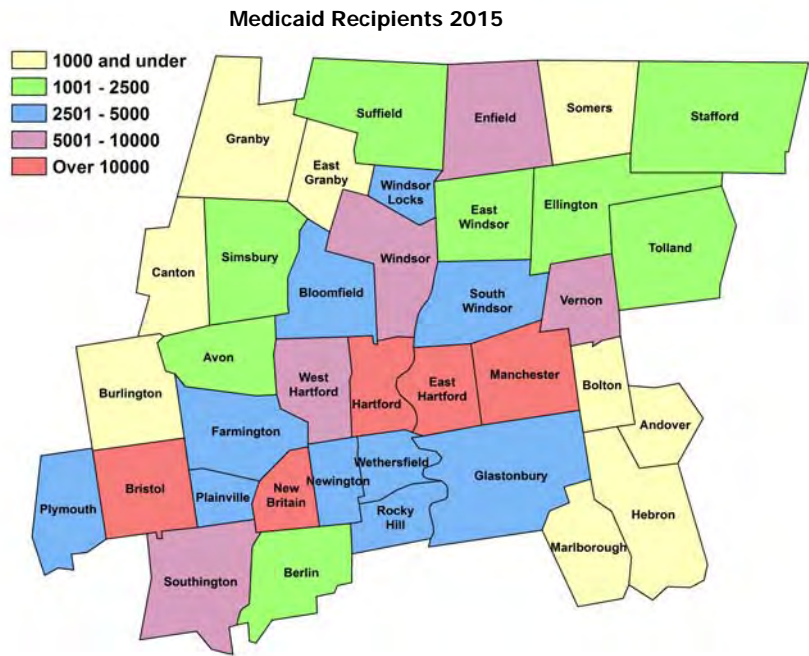 Medicaid Recipients 2015
1000 and under
1001 - 2500
2501 - 5000
5001 - 10000
Over 10000
Granby
Suffield
Enfield
Somers
Stafford
East
Granby
Windsor
Locks
East
Windsor
Ellington
Tolland
Canton
Simsbury
Bloomfield
Windsor
South
Windsor
Vernon
Burlington
Avon
West
Hartford
Hartford
East
Hartford
Manchester
Bolton
Andover
Farmington
Plymouth
Bristol
Plainville
New
Britain
Newington
Wethersfield
Rocky
Hill
Glastonbury
Hebron
Marlborough
Southington
Berlin